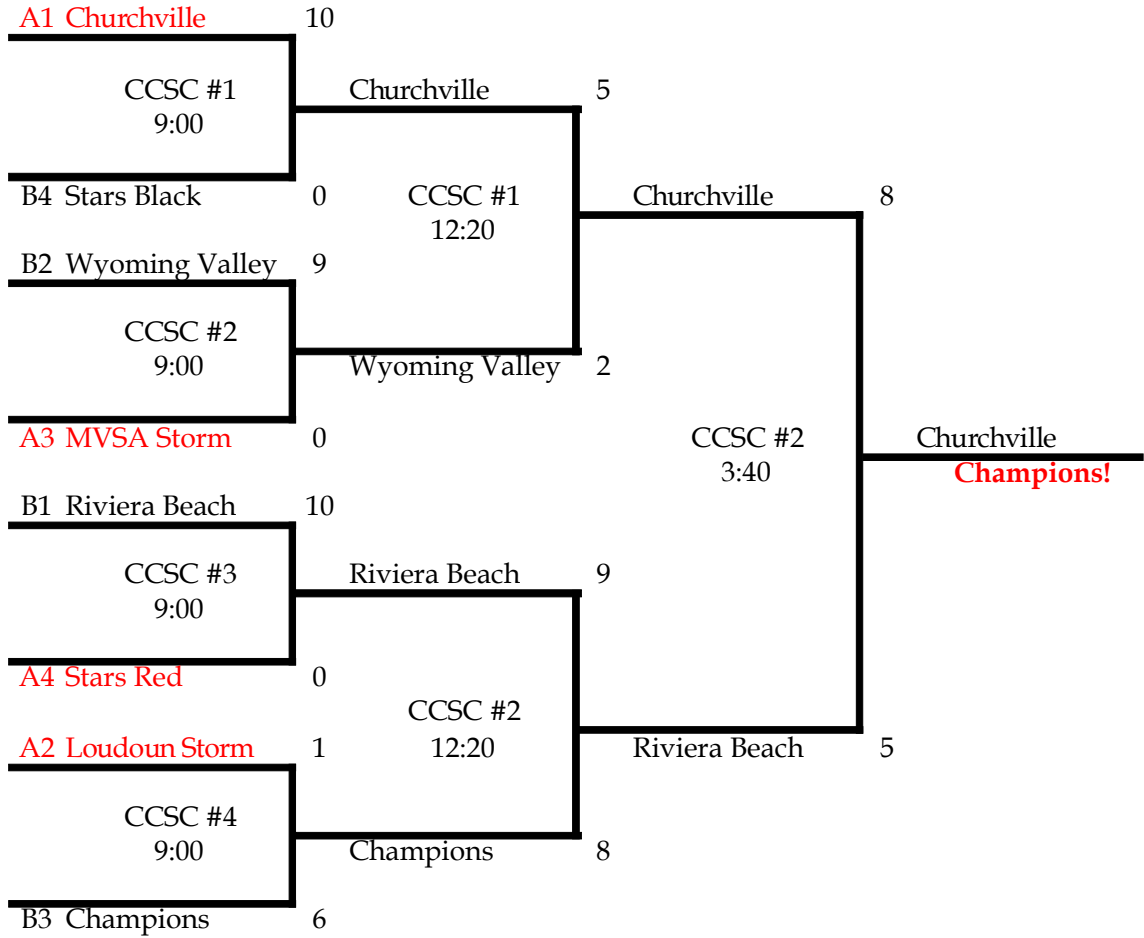 A1 Churchville 10
CCSC #1 Churchville 5
9:00
B4 Stars Black 0 CCSC #1 Churchville 8
12:20
B2 Wyoming Valley 9
CCSC #2
9:00 Wyoming Valley 2
A3 MVSA Storm 0 CCSC #2 Churchville
3:40 Champions!
B1 Riviera Beach 10
CCSC #3 Riviera Beach 9
9:00
A4 Stars Red 0
CCSC #2
A2 Loudoun Storm 1 12:20 Riviera Beach 5
CCSC #4
9:00 Champions 8
B3 Champions 6